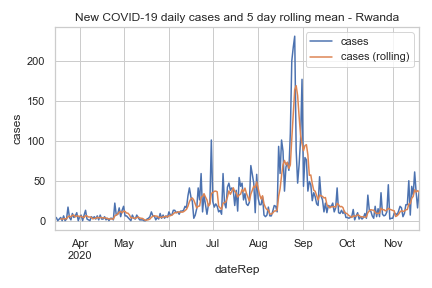 New COVID-19 daily cases and 5 day rolling mean - Rwanda
cases
cases (rolling)
200
150
100
50
0
cases
Apr May Jun Jul Aug Sep Oct Nov
2020
dateRep